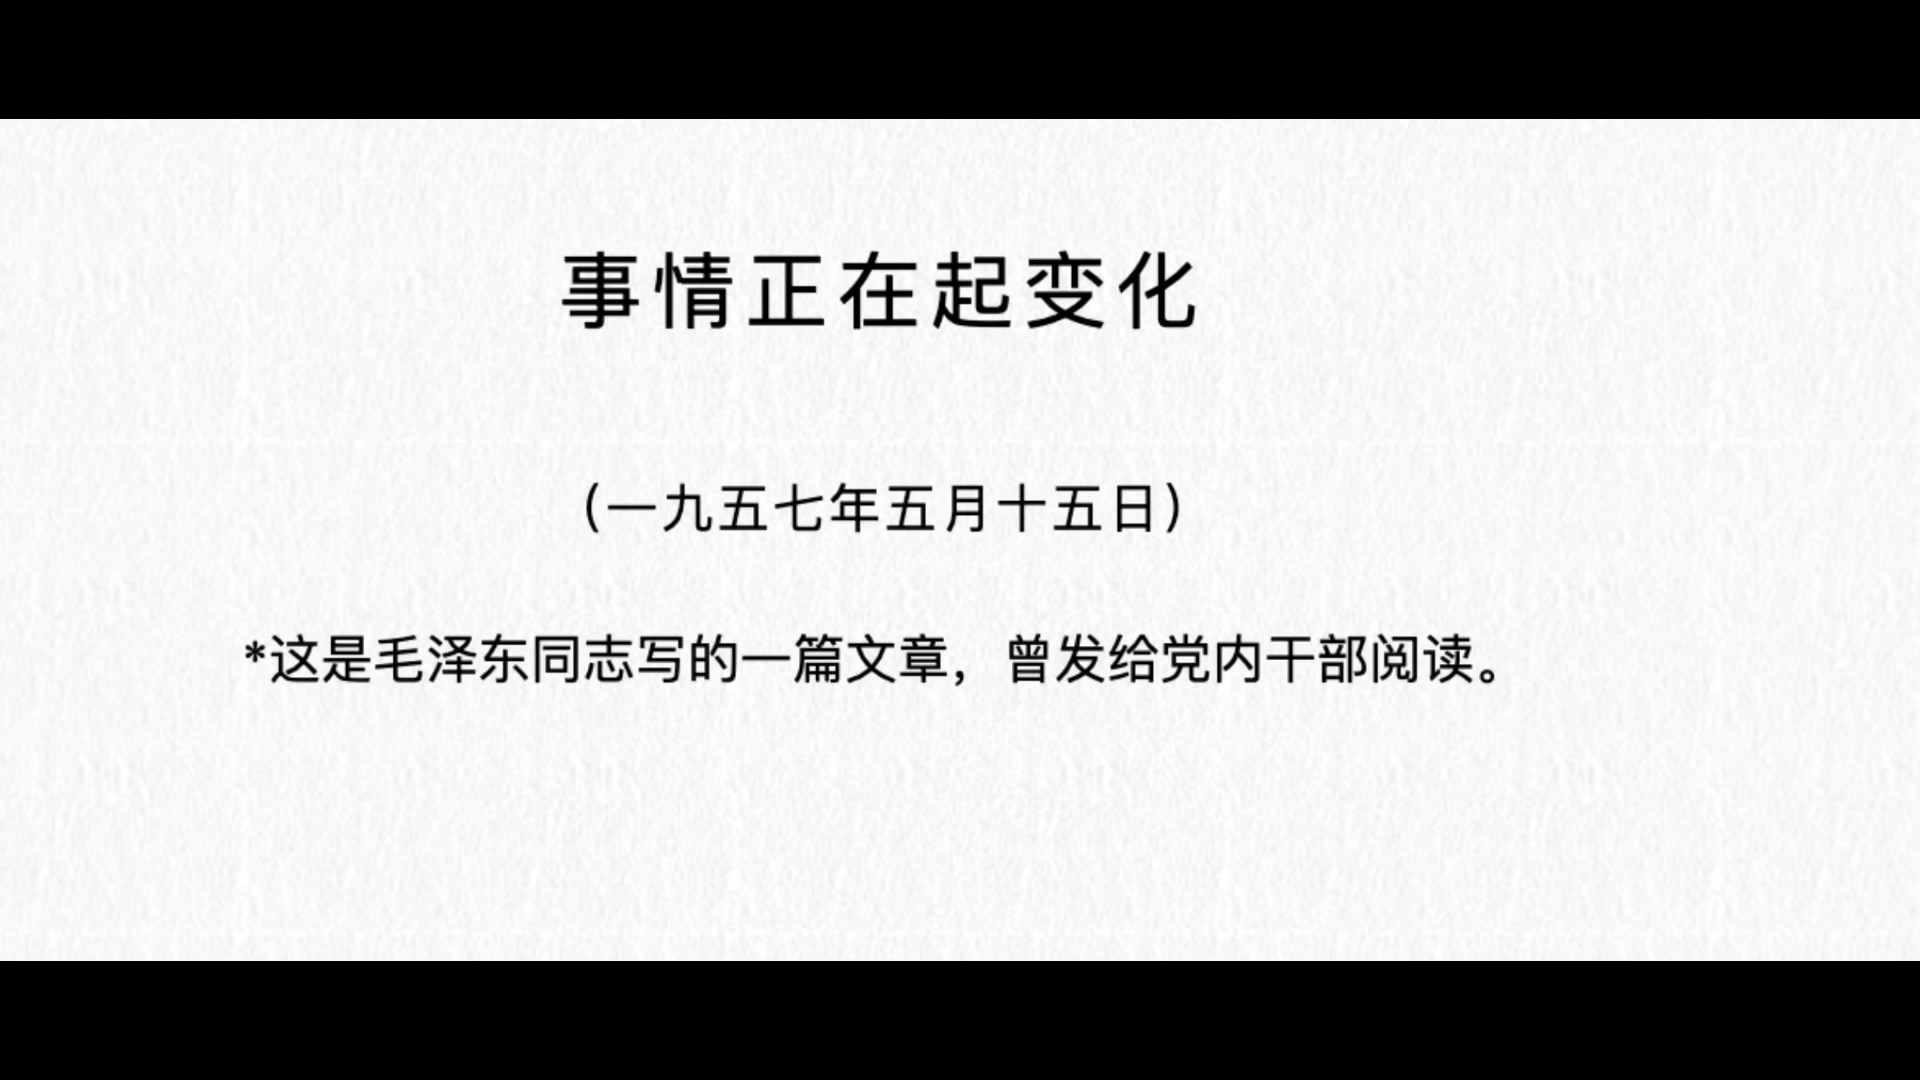 事情正在起变化
(一九五七年五月十五日)
*这是毛泽东同志写的一篇文章，曾发给党内干部阅读。